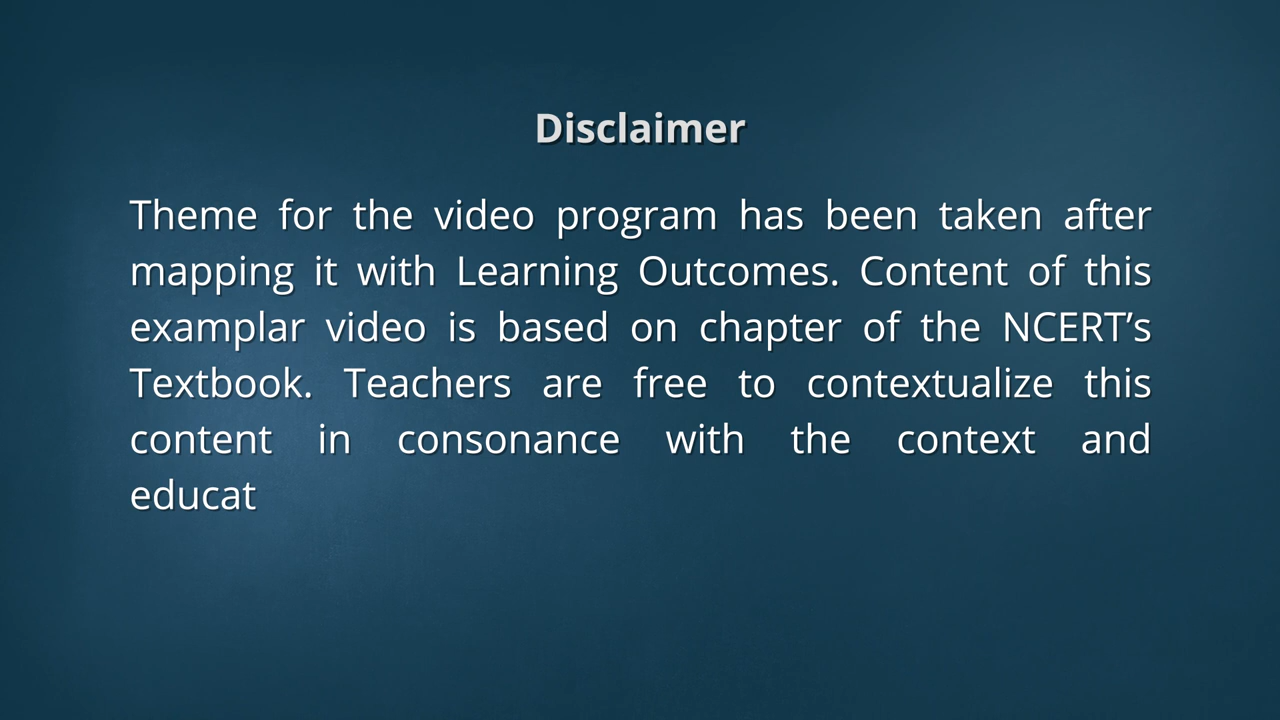 Disclaimer
Theme for the video program has been taken after
mapping it with Learning Outcomes. Content of this
examplar video is based on chapter of the NCERT’s
Textbook. Teachers are free to contextualize this
content in consonance with the context and
educat